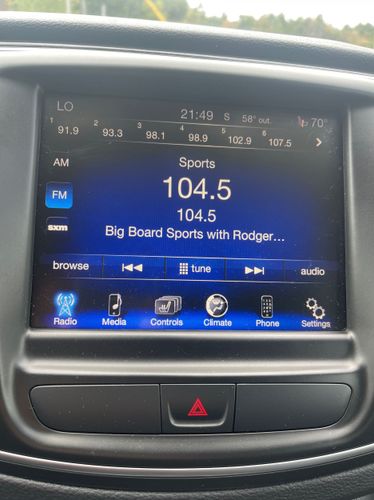 LO 21:49 S 58° out. 70°
1 91.9 2 93.3 3 98.1 4 98.9 5 102.9 6 107.5
AM
Sports
FM
104.5
104.5
sxm
Big Board Sports with Rodger...
browse tune audio
Radio Media Controls Climate Phone Settings